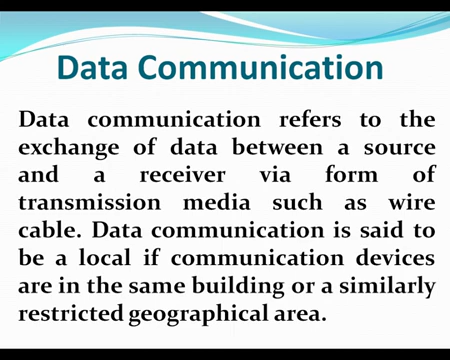 Data Communication
Data communication refers to the
exchange of data between a source
and a receiver via form of
transmission media such as wire
cable. Data communication is said to
be a local if communication devices
are in the same building or a similarly
restricted geographical area.